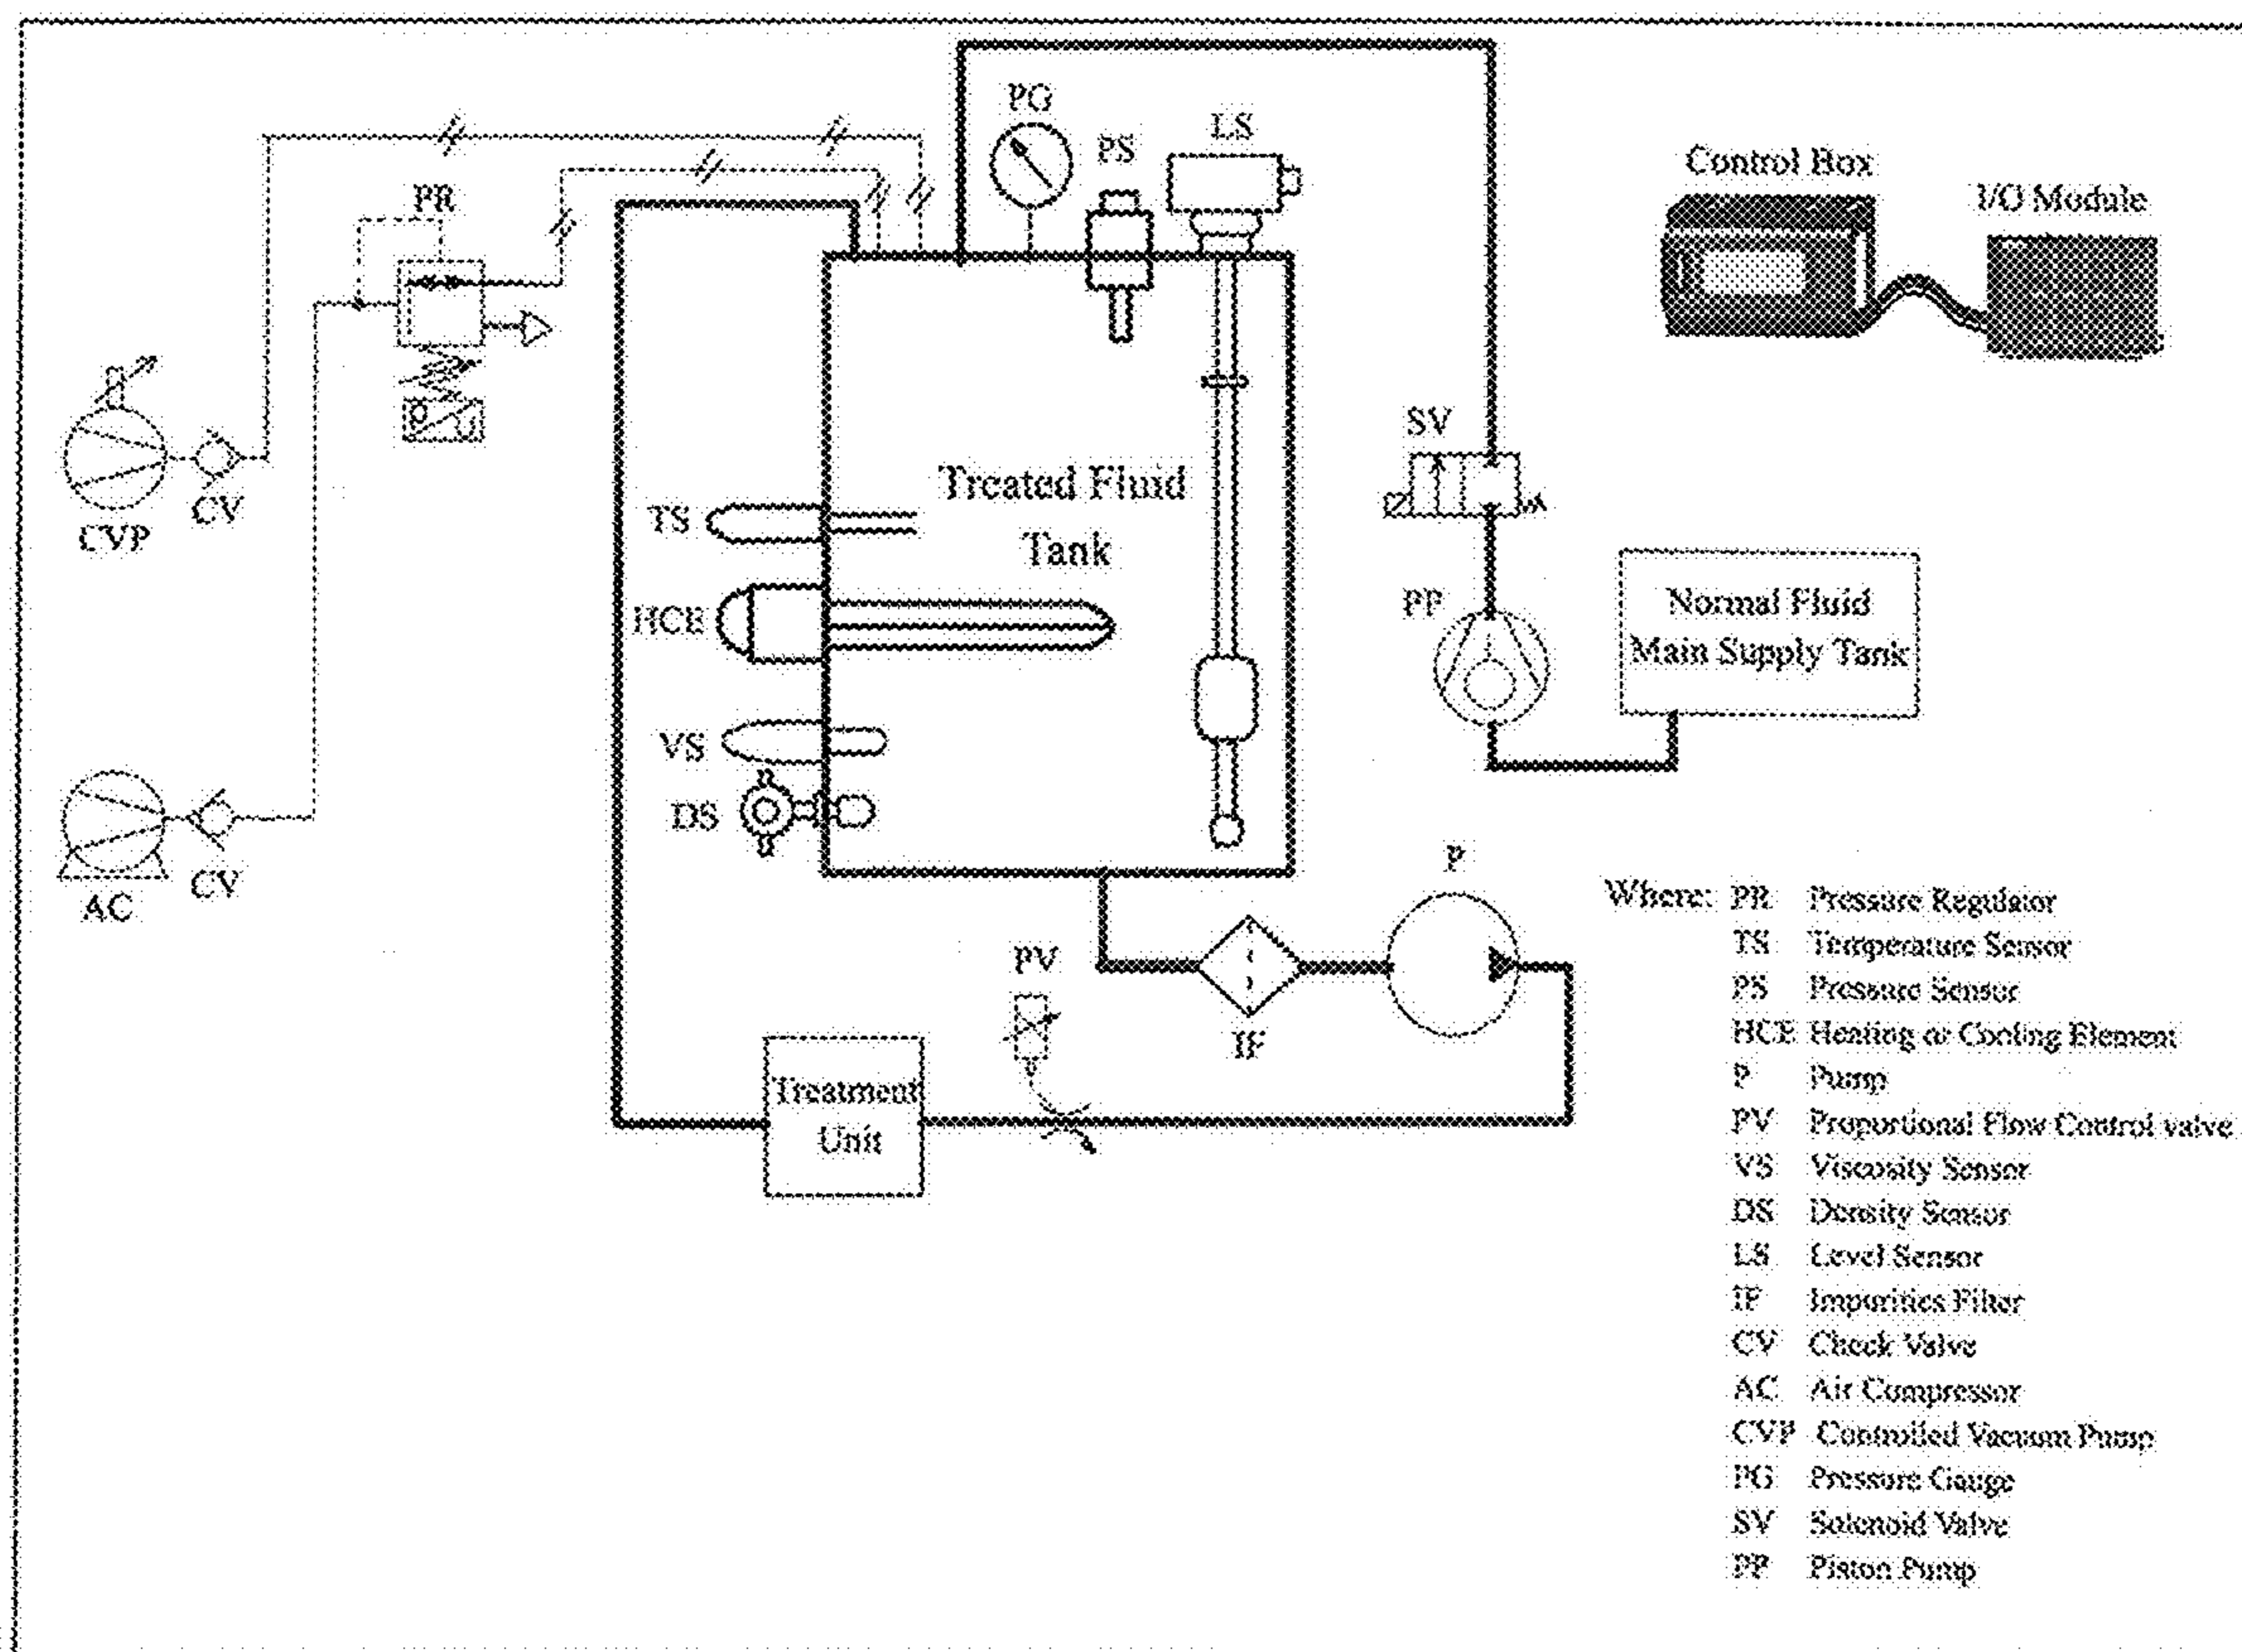 PG
LS
PS
PR
Control Box
I/O Module
SV
Treated Fluid
Tank
CV
CVP
TS
HCE
PP
Normal Fluid
Main Supply Tank
VS
DS
AC
CV
P
PV
IF
Treatment
Unit
Where: PR Pressure Regulator
TS Temperature Sensor
PS Pressure Sensor
HCE Heating or Cooling Element
P Pump
PV Proportional Flow Control valve
VS Viscosity Sensor
DS Density Sensor
LS Level Sensor
IF Impurities Filter
CV Check Valve
AC Air Compressor
CVP Controlled Vacuum Pump
PG Pressure Gauge
SV Solenoid Valve
PP Piston Pump